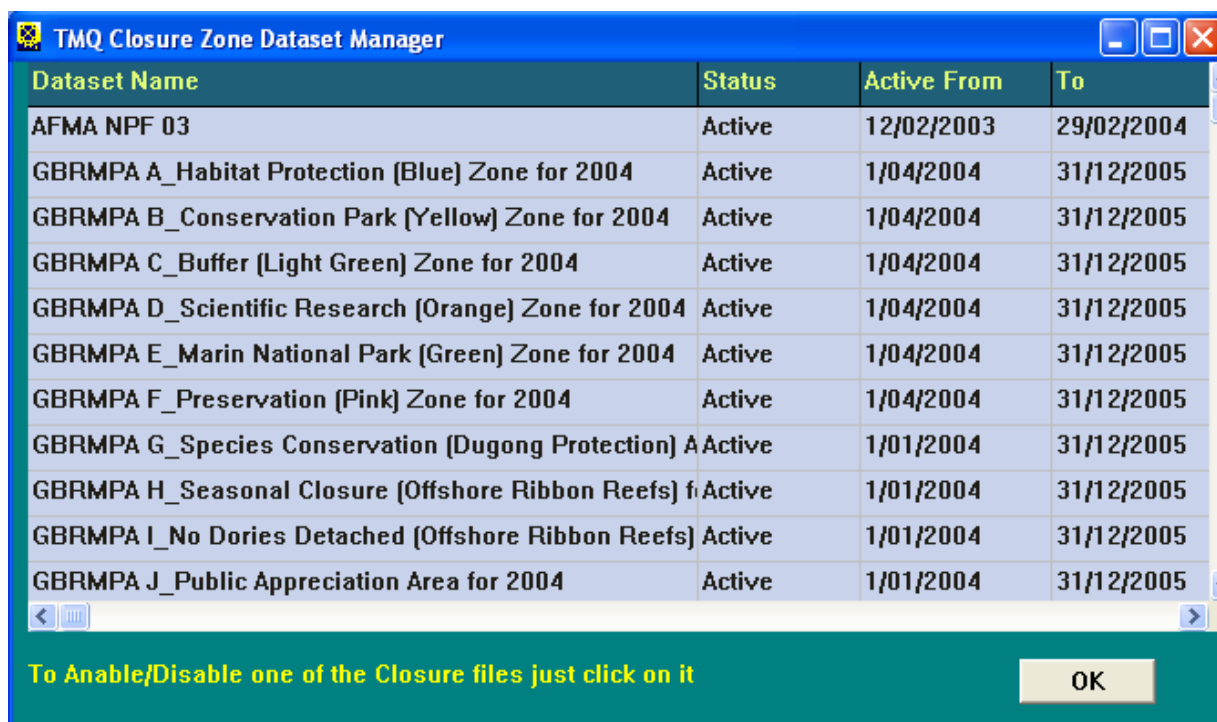 TMQ Closure Zone Dataset Manager
Dataset Name Status Active From To
AFMA NPF 03 Active 12/02/2003 29/02/2004
GBRMPA A_Habitat Protection (Blue) Zone for 2004 Active 1/04/2004 31/12/2005
GBRMPA B_Conservation Park (Yellow) Zone for 2004 Active 1/04/2004 31/12/2005
GBRMPA C_Buffer (Light Green) Zone for 2004 Active 1/04/2004 31/12/2005
GBRMPA D_Scientific Research (Orange) Zone for 2004 Active 1/04/2004 31/12/2005
GBRMPA E_Marin National Park (Green) Zone for 2004 Active 1/04/2004 31/12/2005
GBRMPA F_Preservation (Pink) Zone for 2004 Active 1/04/2004 31/12/2005
GBRMPA G_Species Conservation (Dugong Protection) A Active 1/01/2004 31/12/2005
GBRMPA H_Seasonal Closure (Offshore Ribbon Reefs) f Active 1/01/2004 31/12/2005
GBRMPA I_No Dories Detached (Offshore Ribbon Reefs) Active 1/01/2004 31/12/2005
GBRMPA J_Public Appreciation Area for 2004 Active 1/01/2004 31/12/2005
To Anable/Disable one of the Closure files just click on it
OK